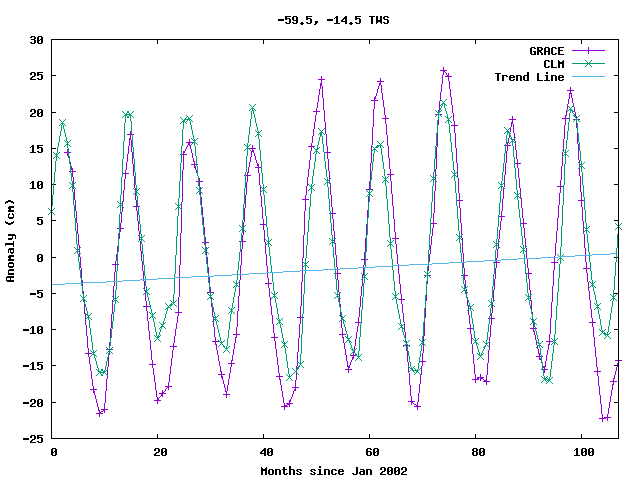 -59.5, -14.5 TWS
GRACE
CLM
Trend Line
30
25
20
15
10
5
0
-5
-10
-15
-20
-25
Anomaly (cm)
0 20 40 60 80 100
Months since Jan 2002